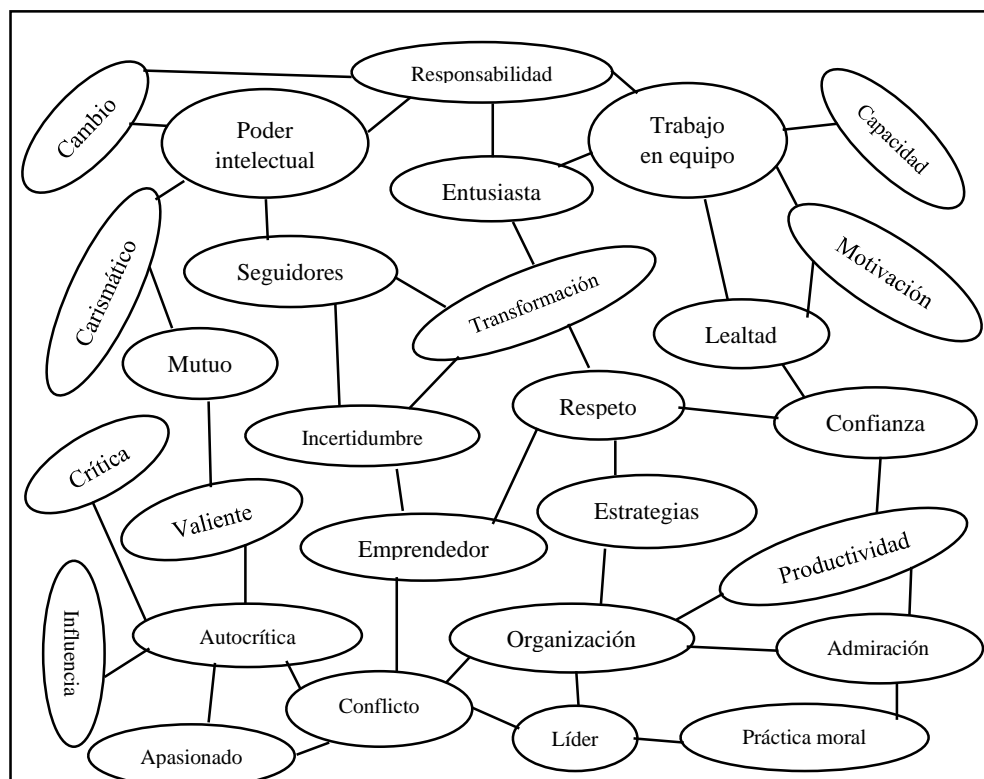 Responsabilidad
Cambio
Poder
intelectual
Trabajo
en equipo
Capacidad
Entusiasta
Carismático
Seguidores
Transformación
Motivación
Mutuo
Lealtad
Respeto
Incertidumbre
Confianza
Crítica
Valiente
Estrategias
Emprendedor
Productividad
Influencia
Autocrítica
Organización
Admiración
Conflicto
Líder
Práctica moral
Apasionado